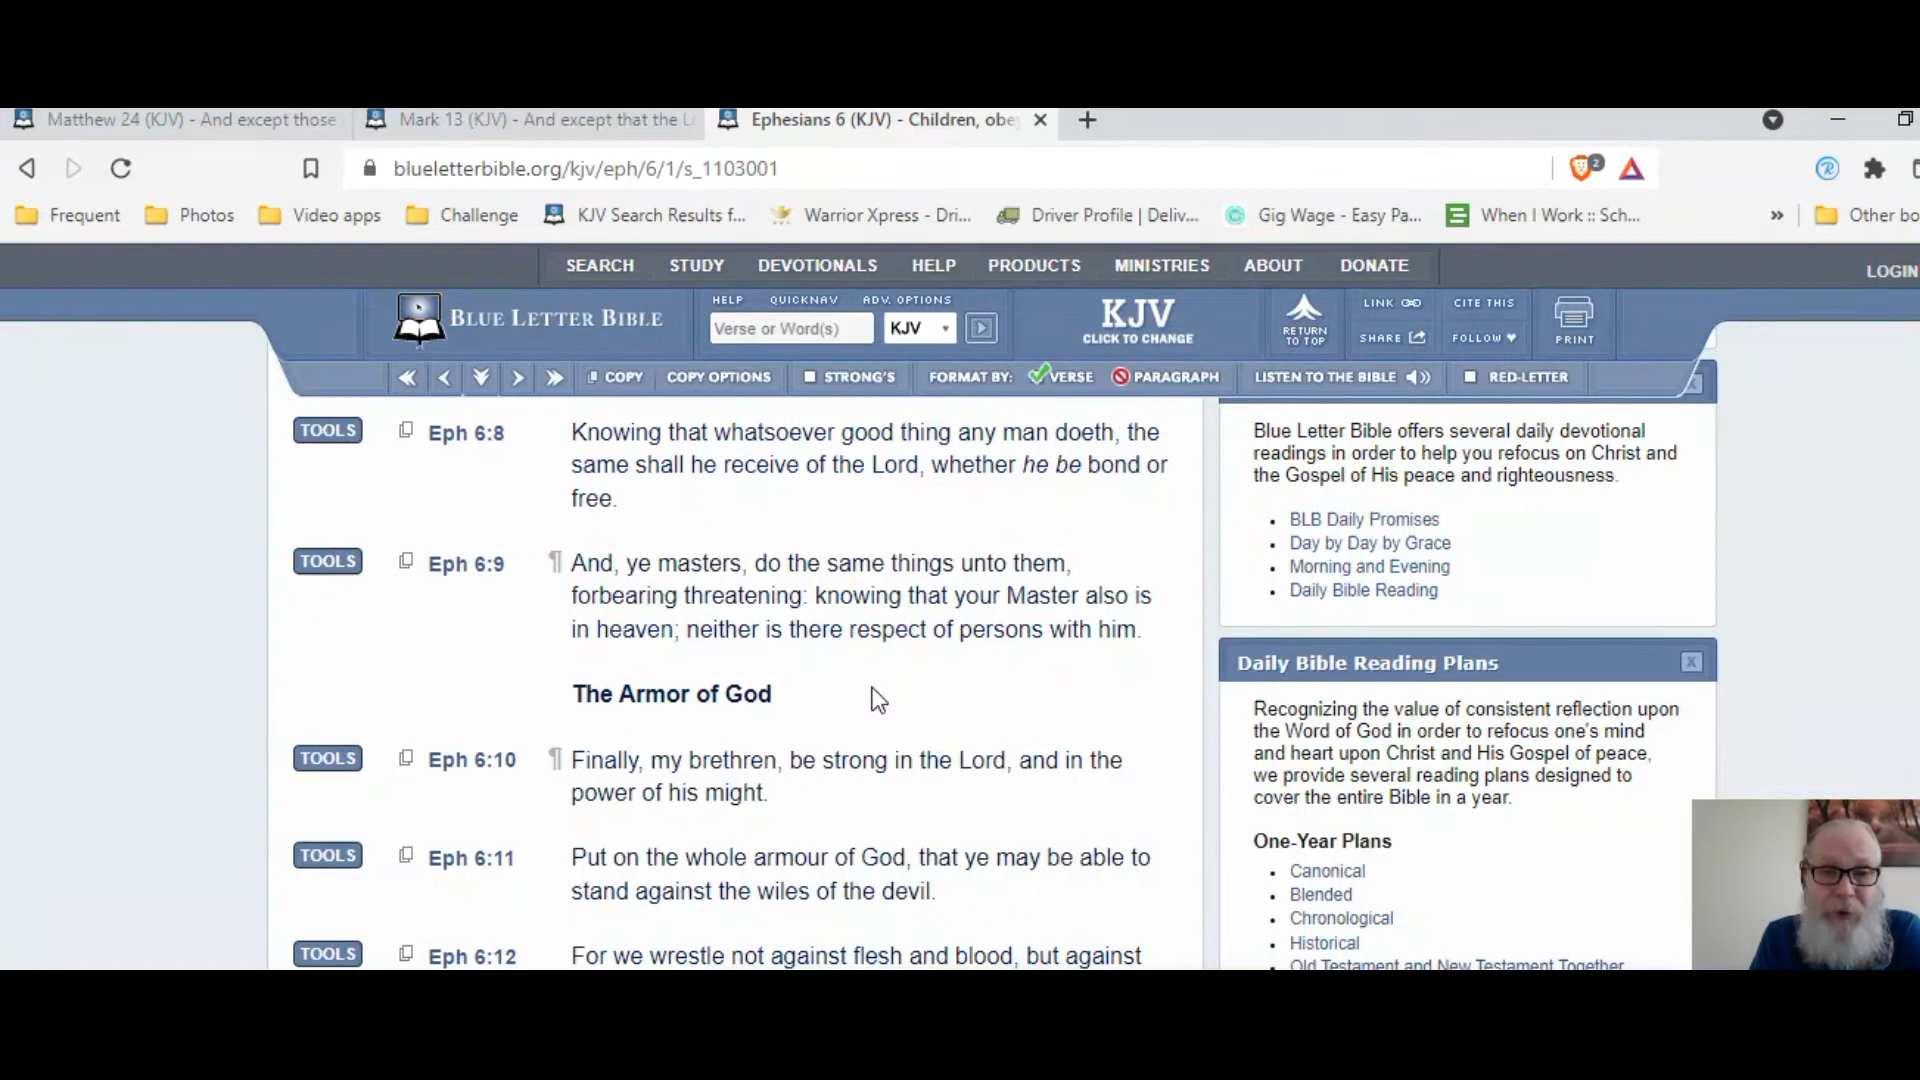 Matthew 24 (KJV) - And except those
Mark 13 (KJV) - And except that the L
Ephesians 6 (KJV) - Children, obe
blueletterbible.org/kjv/eph/6/1/s_1103001
2
Frequent
Photos
Video apps
Challenge
KJV Search Results f...
Warrior Xpress - Dri...
Driver Profile | Deliv...
Gig Wage - Easy Pa...
When I Work :: Sch...
»
Other bo
SEARCH STUDY DEVOTIONALS HELP PRODUCTS MINISTRIES ABOUT DONATE
LOGIN
BLUE LETTER BIBLE
HELP QUICKNAV ADV. OPTIONS
Verse or Word(s)
KJV
KJV
CLICK TO CHANGE
RETURN
TO TOP
LINK
CITE THIS
SHARE
FOLLOW
PRINT
COPY
COPY OPTIONS
STRONG'S
FORMAT BY: VERSE PARAGRAPH
LISTEN TO THE BIBLE
RED-LETTER
TOOLS Eph 6:8 Knowing that whatsoever good thing any man doeth, the
same shall he receive of the Lord, whether he be bond or
free.
TOOLS Eph 6:9 ¶ And, ye masters, do the same things unto them,
forbearing threatening: knowing that your Master also is
in heaven; neither is there respect of persons with him.
The Armor of God
TOOLS Eph 6:10 ¶ Finally, my brethren, be strong in the Lord, and in the
power of his might.
TOOLS Eph 6:11 Put on the whole armour of God, that ye may be able to
stand against the wiles of the devil.
TOOLS Eph 6:12 For we wrestle not against flesh and blood, but against
Blue Letter Bible offers several daily devotional
readings in order to help you refocus on Christ and
the Gospel of His peace and righteousness.
BLB Daily Promises
Day by Day by Grace
Morning and Evening
Daily Bible Reading
Daily Bible Reading Plans
Recognizing the value of consistent reflection upon
the Word of God in order to refocus one's mind
and heart upon Christ and His Gospel of peace,
we provide several reading plans designed to
cover the entire Bible in a year.
One-Year Plans
Canonical
Blended
Chronological
Historical
Old Testament and New Testament Together